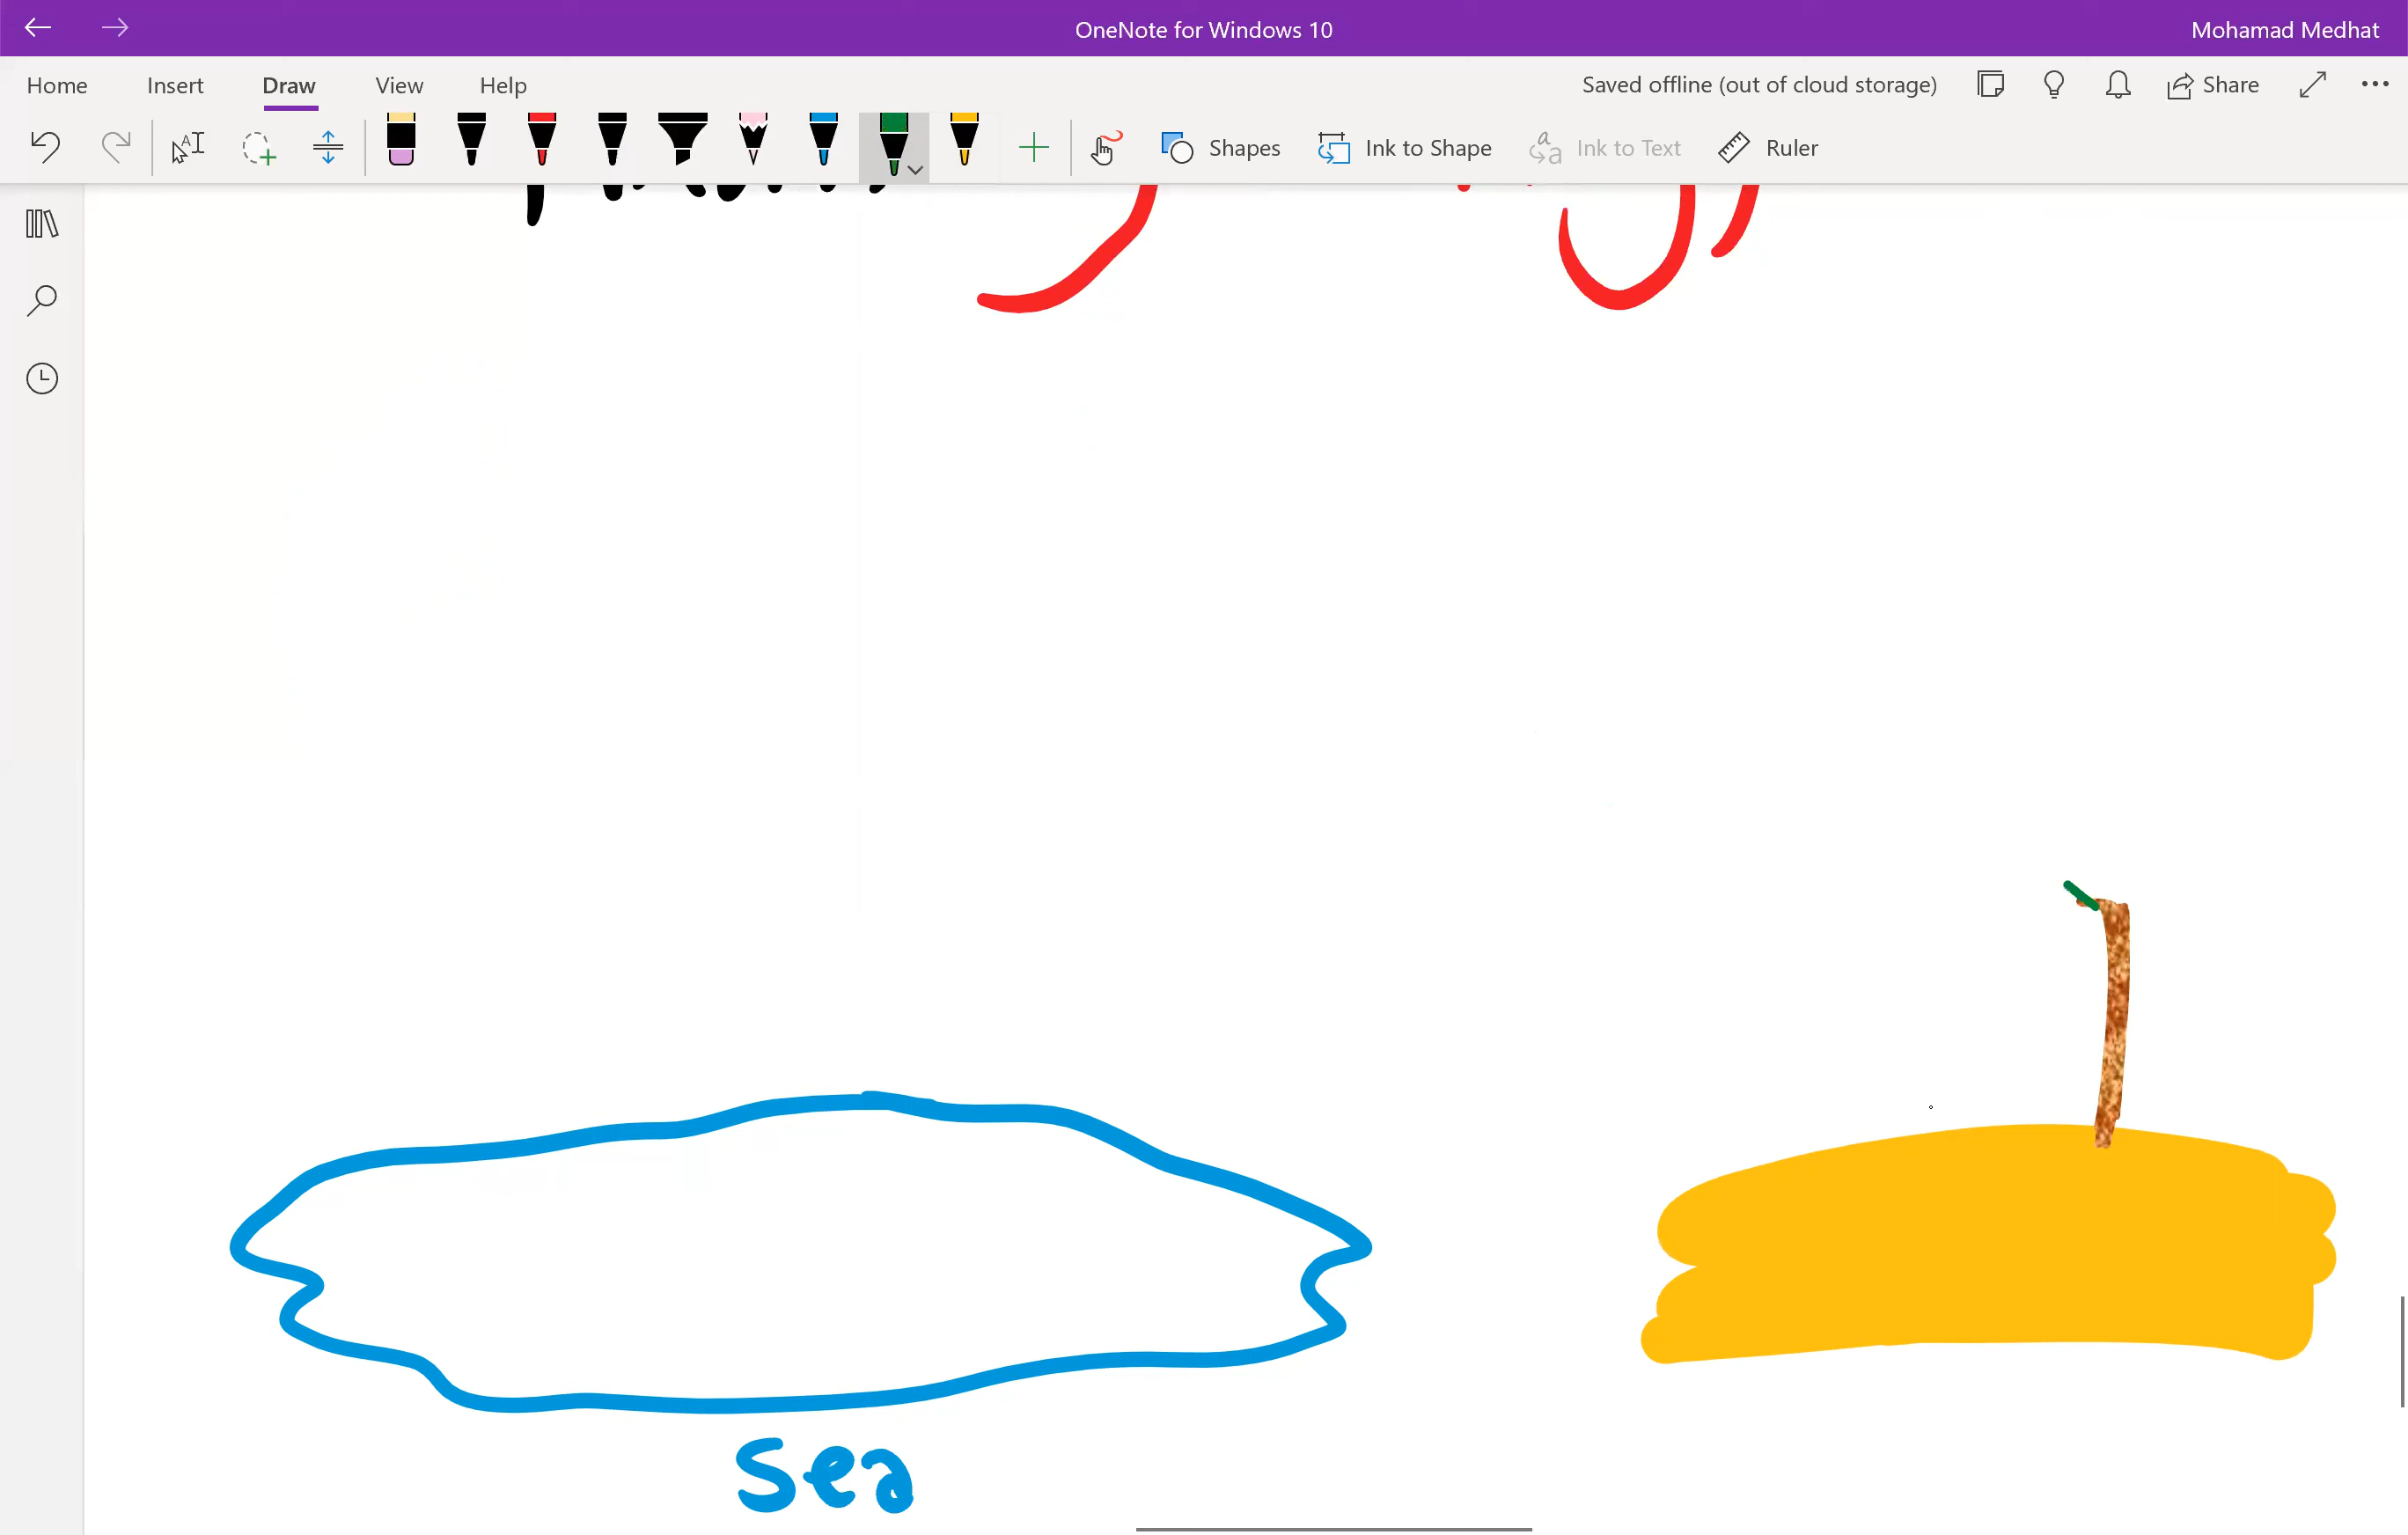 OneNote for Windows 10
Mohamad Medhat
Home Insert Draw View Help
Saved offline (out of cloud storage)
Share
Shapes
Ink to Shape
Ink to Text
Ruler
sea